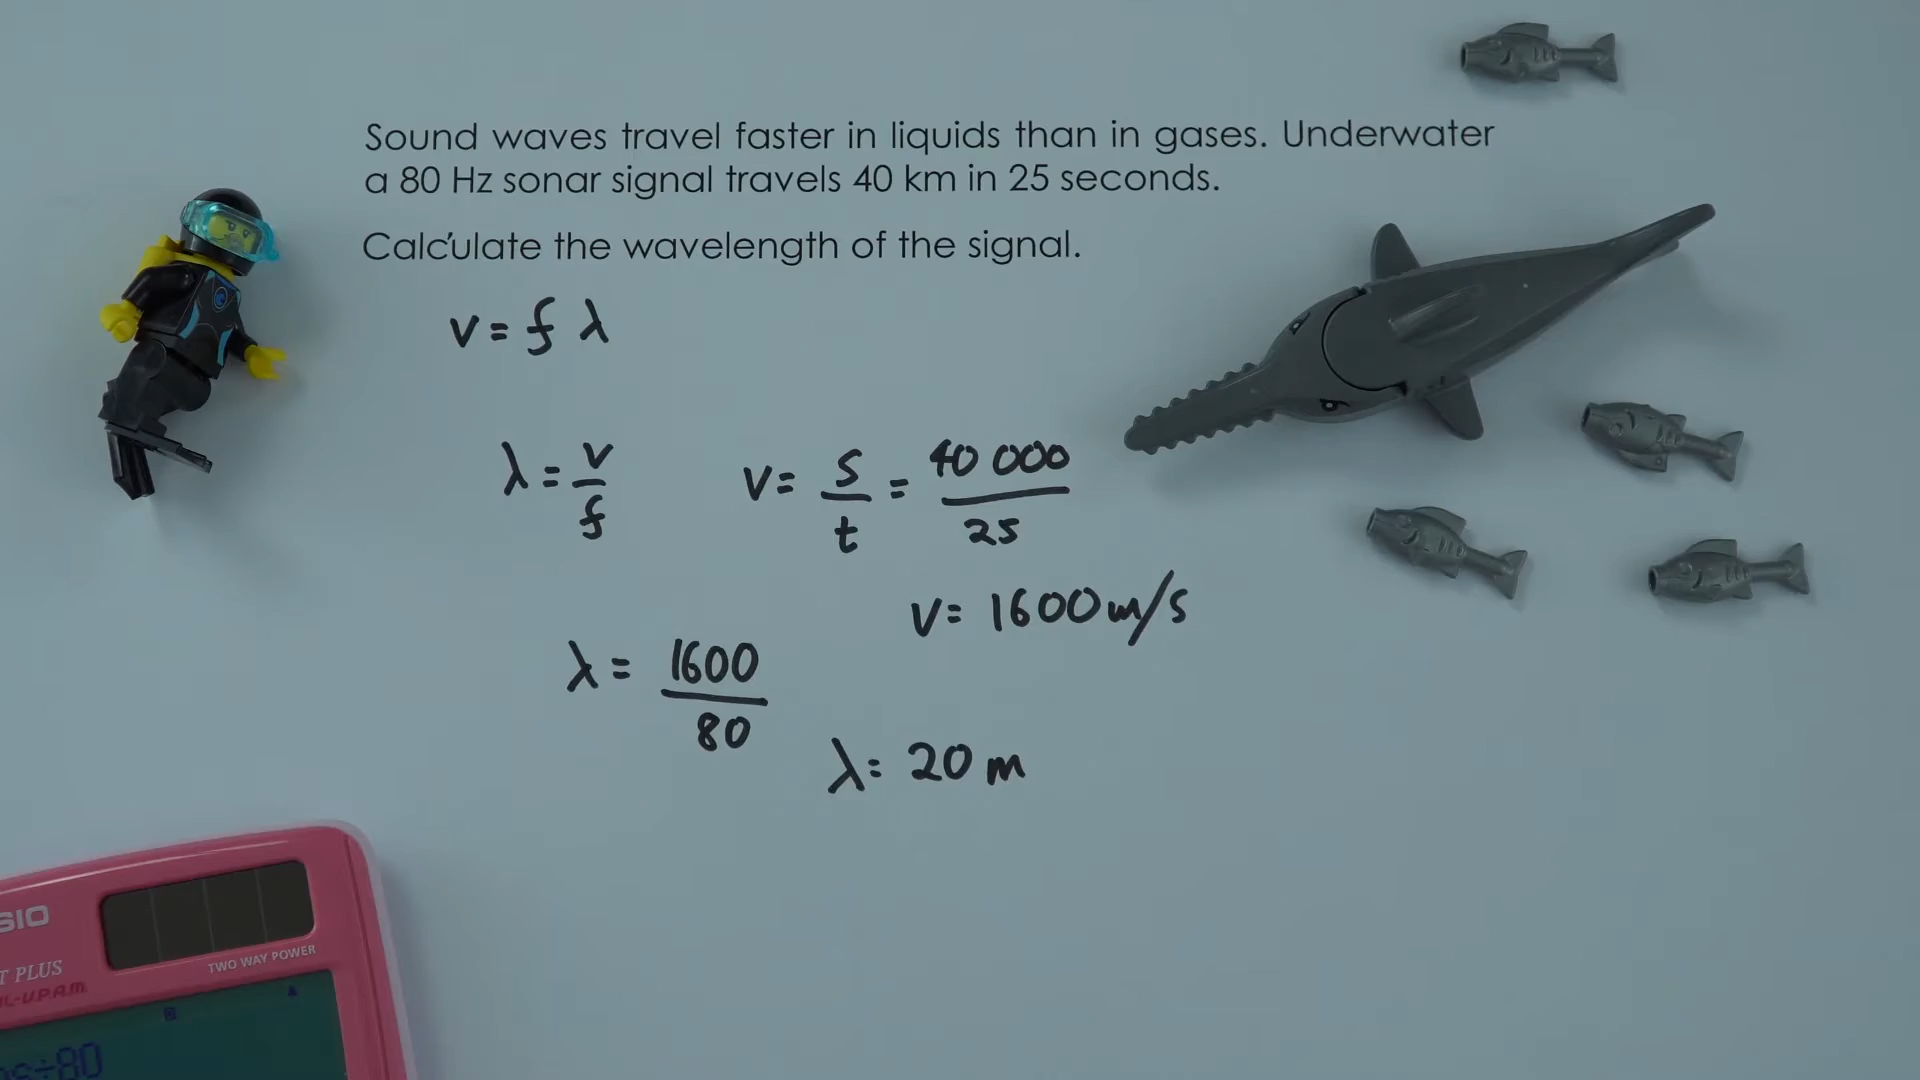 Sound waves travel faster in liquids than in gases. Underwater
a 80 Hz sonar signal travels 40 km in 25 seconds.
Calculate the wavelength of the signal.
v = f λ
λ = v/f
v = s/t = 40 000/25
v = 1600 m/s
λ = 1600/80
λ = 20 m
SIO
TWO WAY POWER
T PLUS
L-V.P.A.M.
÷80